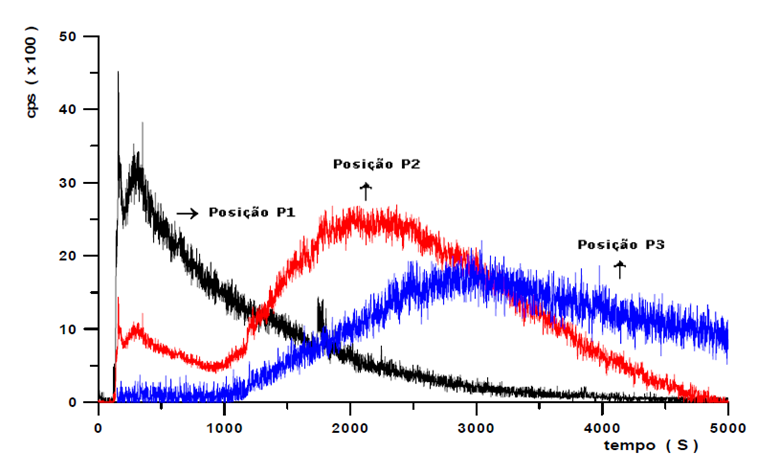 cps ( x100 )
50
40
30
20
10
0
Posição P1
Posição P2
Posição P3
0
1000
2000
3000
4000
5000
tempo ( S )